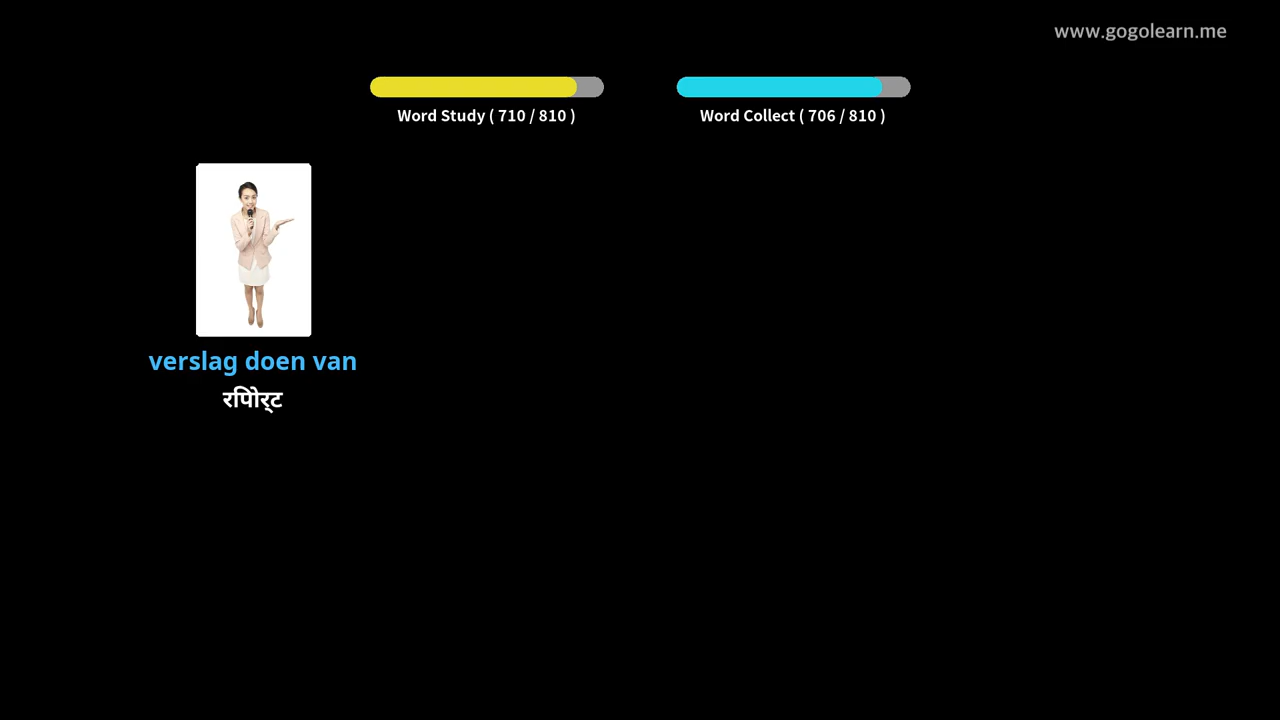 www.gogolearn.me
Word Study ( 710 / 810 )
Word Collect ( 706 / 810 )
verslag doen van
रिपोर्ट